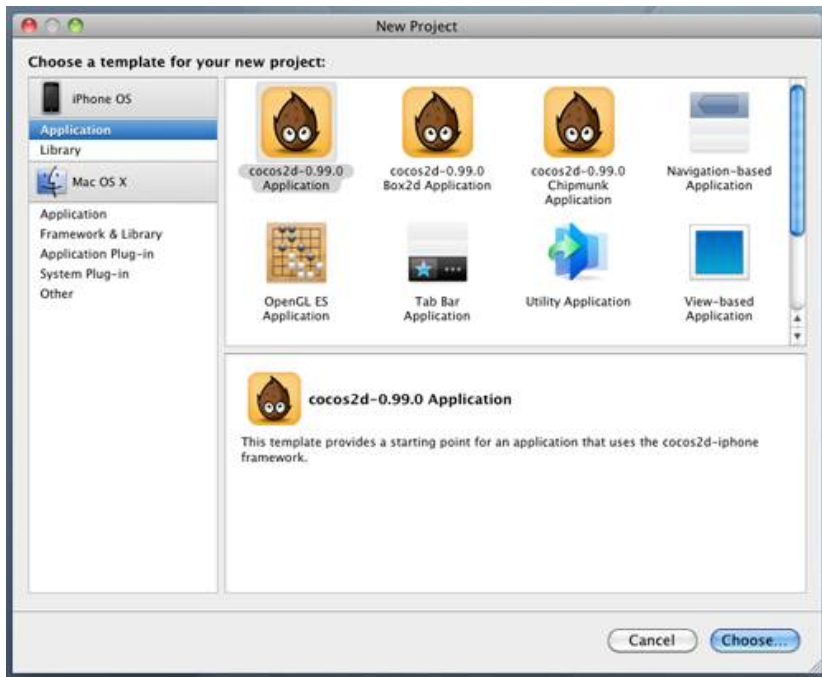 New Project
Choose a template for your new project:
iPhone OS
Application
Library
Mac OS X
Application
Framework & Library
Application Plug-in
System Plug-in
Other
cocos2d-0.99.0
Application
cocos2d-0.99.0
Box2d Application
cocos2d-0.99.0
Chipmunk
Application
Navigation-based
Application
OpenGL ES
Application
Tab Bar
Application
Utility Application
View-based
Application
cocos2d-0.99.0 Application
This template provides a starting point for an application that uses the cocos2d-iphone
framework.
Cancel
Choose...